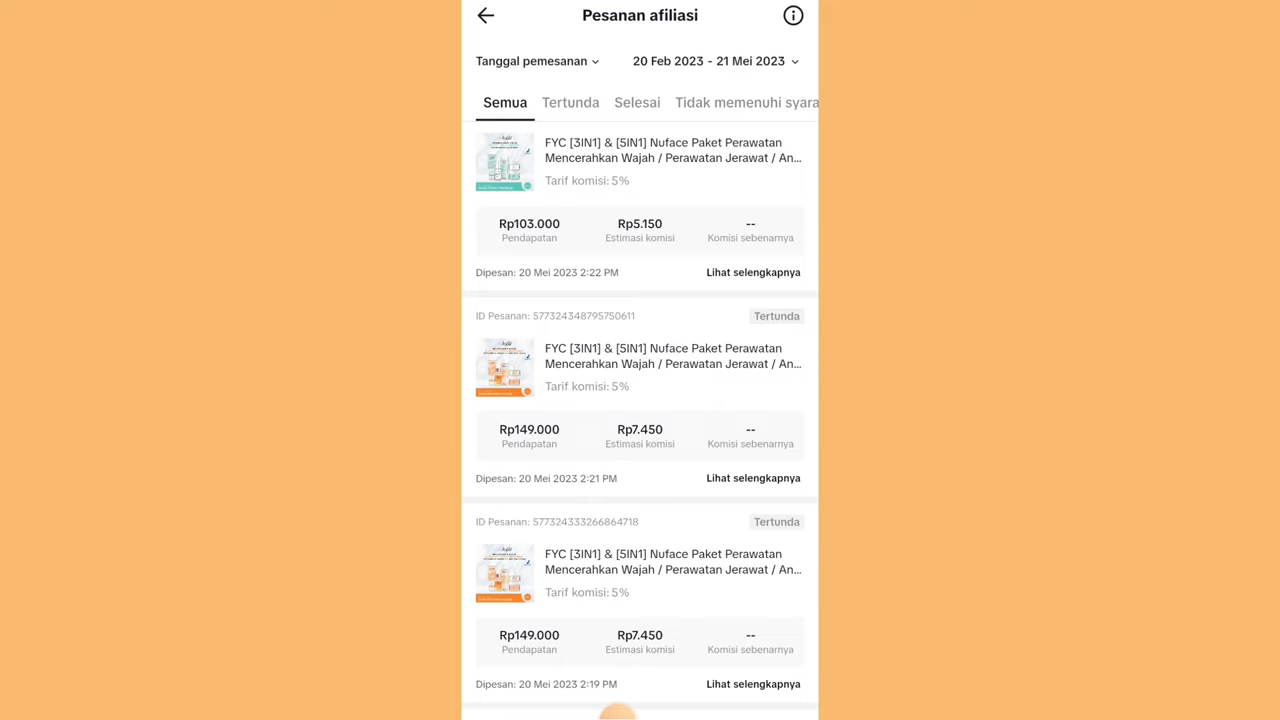 Pesanan afiliasi
Tanggal pemesanan
20 Feb 2023 - 21 Mei 2023
Semua
Tertunda
Selesai
Tidak memenuhi syara
FYC [3IN1] & [5IN1] Nuface Paket Perawatan
Mencerahkan Wajah / Perawatan Jerawat / An...
Tarif komisi: 5%
Rp103.000
Rp5.150
--
Pendapatan
Estimasi komisi
Komisi sebenarnya
Dipesan: 20 Mei 2023 2:22 PM
Lihat selengkapnya
ID Pesanan: 577324348795750611
Tertunda
FYC [3IN1] & [5IN1] Nuface Paket Perawatan
Mencerahkan Wajah / Perawatan Jerawat / An...
Tarif komisi: 5%
Rp149.000
Rp7.450
--
Pendapatan
Estimasi komisi
Komisi sebenarnya
Dipesan: 20 Mei 2023 2:21 PM
Lihat selengkapnya
ID Pesanan: 577324333266864718
Tertunda
FYC [3IN1] & [5IN1] Nuface Paket Perawatan
Mencerahkan Wajah / Perawatan Jerawat / An...
Tarif komisi: 5%
Rp149.000
Rp7.450
--
Pendapatan
Estimasi komisi
Komisi sebenarnya
Dipesan: 20 Mei 2023 2:19 PM
Lihat selengkapnya